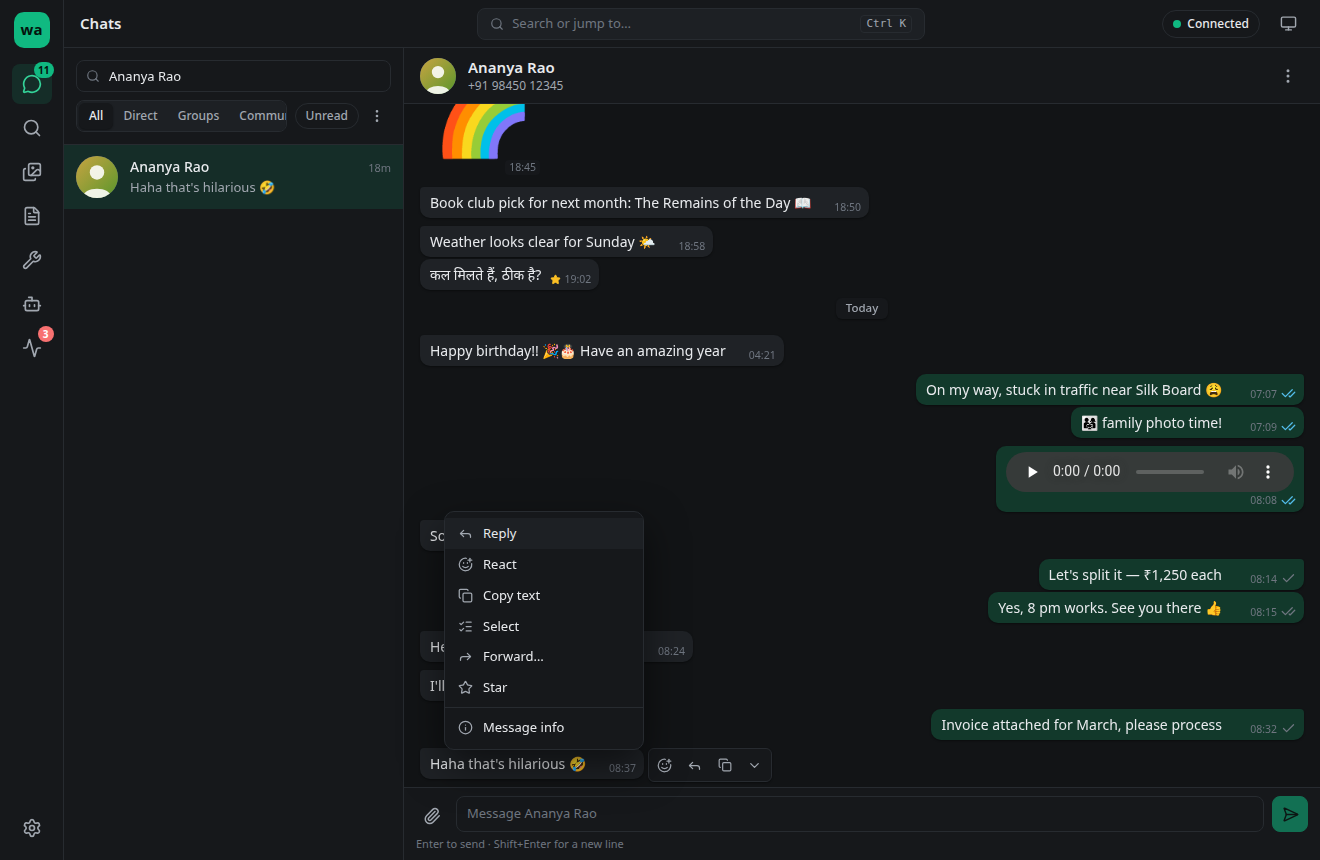 wa
Chats
Search or jump to…
Ctrl K
Connected
11
3
Ananya Rao
All
Direct
Groups
Unread
Ananya Rao
18m
Haha that's hilarious 🤣
Ananya Rao
+91 98450 12345
18:45
Book club pick for next month: The Remains of the Day 📖
18:50
Weather looks clear for Sunday 🌤️
18:58
कल मिलते हैं, ठीक है?
⭐ 19:02
Today
Happy birthday!! 🎉🎂 Have an amazing year
04:21
On my way, stuck in traffic near Silk Board 😩
07:07
👨‍👩‍👧 family photo time!
07:09
0:00 / 0:00
08:08
Reply
React
Copy text
Select
Forward…
Star
Message info
Let's split it — ₹1,250 each
08:14
Yes, 8 pm works. See you there 👍
08:15
08:24
I'll
Invoice attached for March, please process
08:32
Haha that's hilarious 🤣
08:37
Message Ananya Rao
Enter to send · Shift+Enter for a new line